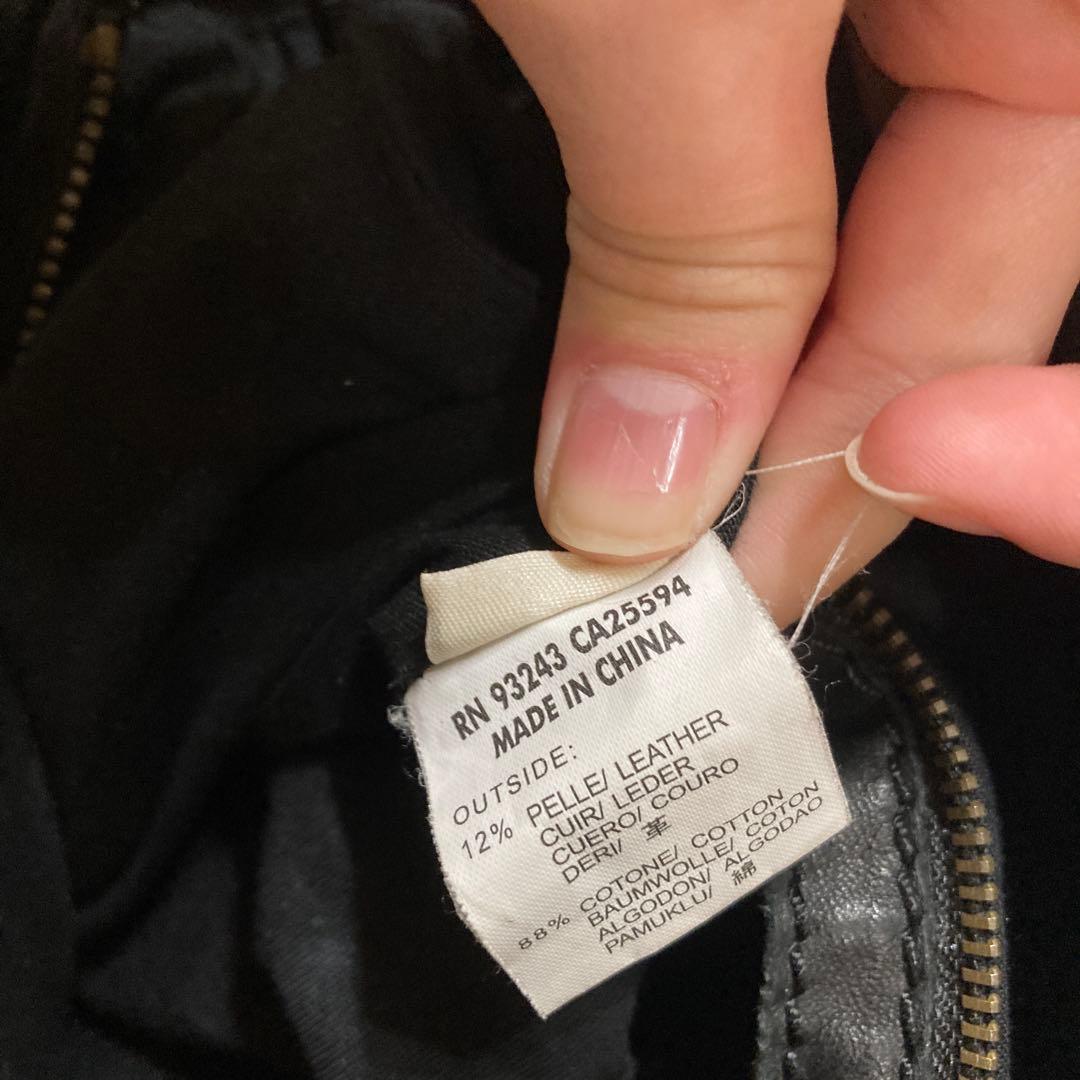 RN 93243 CA25594
MADE IN CHINA
OUTSIDE:
12% PELLE/ LEATHER
CUIR/ LEDER
CUERO/ COURO
DERI/ 革
88% COTONE/ COTTON
BAUMWOLLE/ COTON
ALGODON/ ALGODAO
PAMUKLU/ 綿